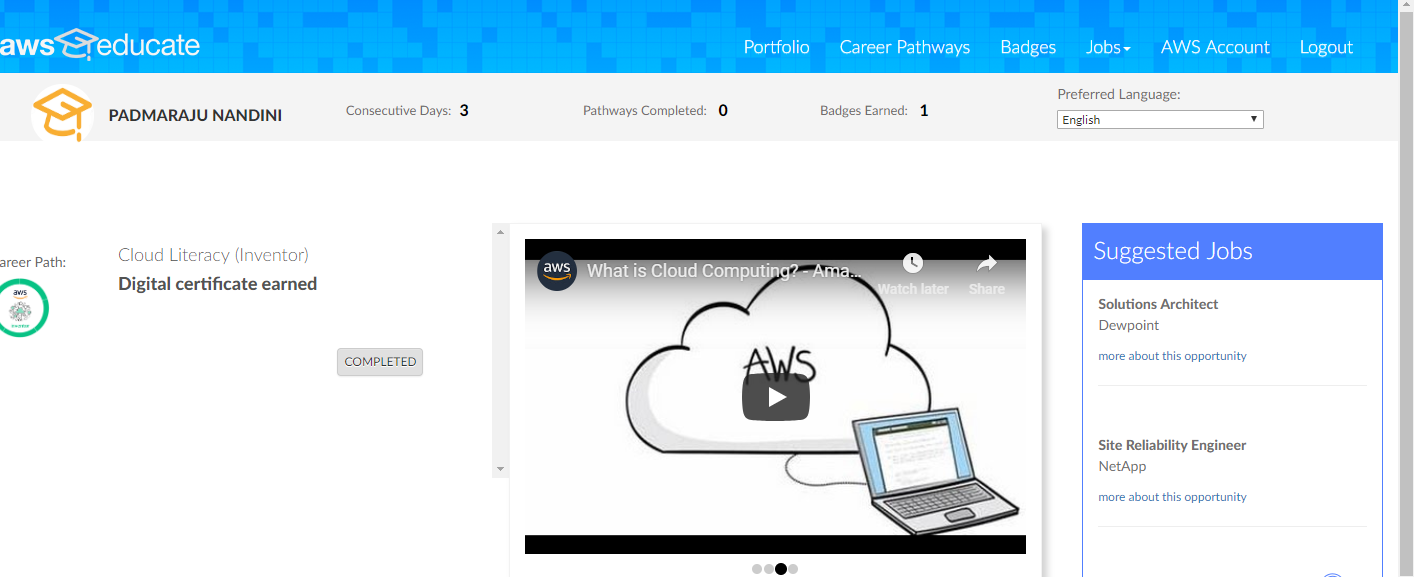 aws educate
Portfolio Career Pathways Badges Jobs AWS Account Logout
PADMARAJU NANDINI
Consecutive Days: 3
Pathways Completed: 0
Badges Earned: 1
Preferred Language:
English
areer Path:
aws
Cloud Literacy (Inventor)
Digital certificate earned
COMPLETED
aws
What is Cloud Computing? - Ama...
Watch later
Share
AWS
Suggested Jobs
Solutions Architect
Dewpoint
more about this opportunity
Site Reliability Engineer
NetApp
more about this opportunity